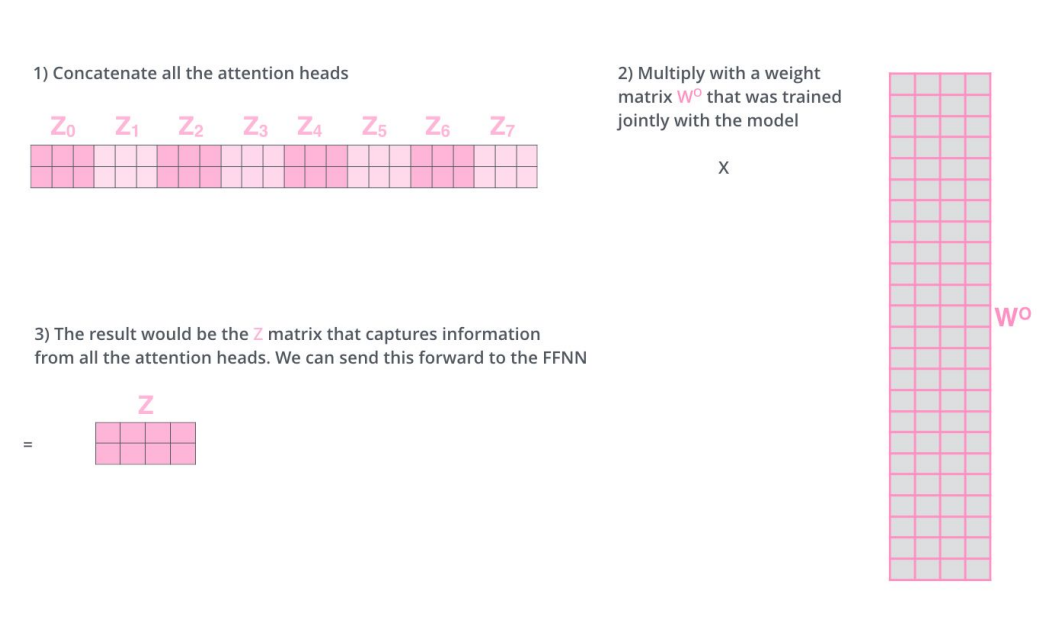 1) Concatenate all the attention heads
Z0 Z1 Z2 Z3 Z4 Z5 Z6 Z7
2) Multiply with a weight
matrix WO that was trained
jointly with the model
X
WO
3) The result would be the Z matrix that captures information
from all the attention heads. We can send this forward to the FFNN
Z
=